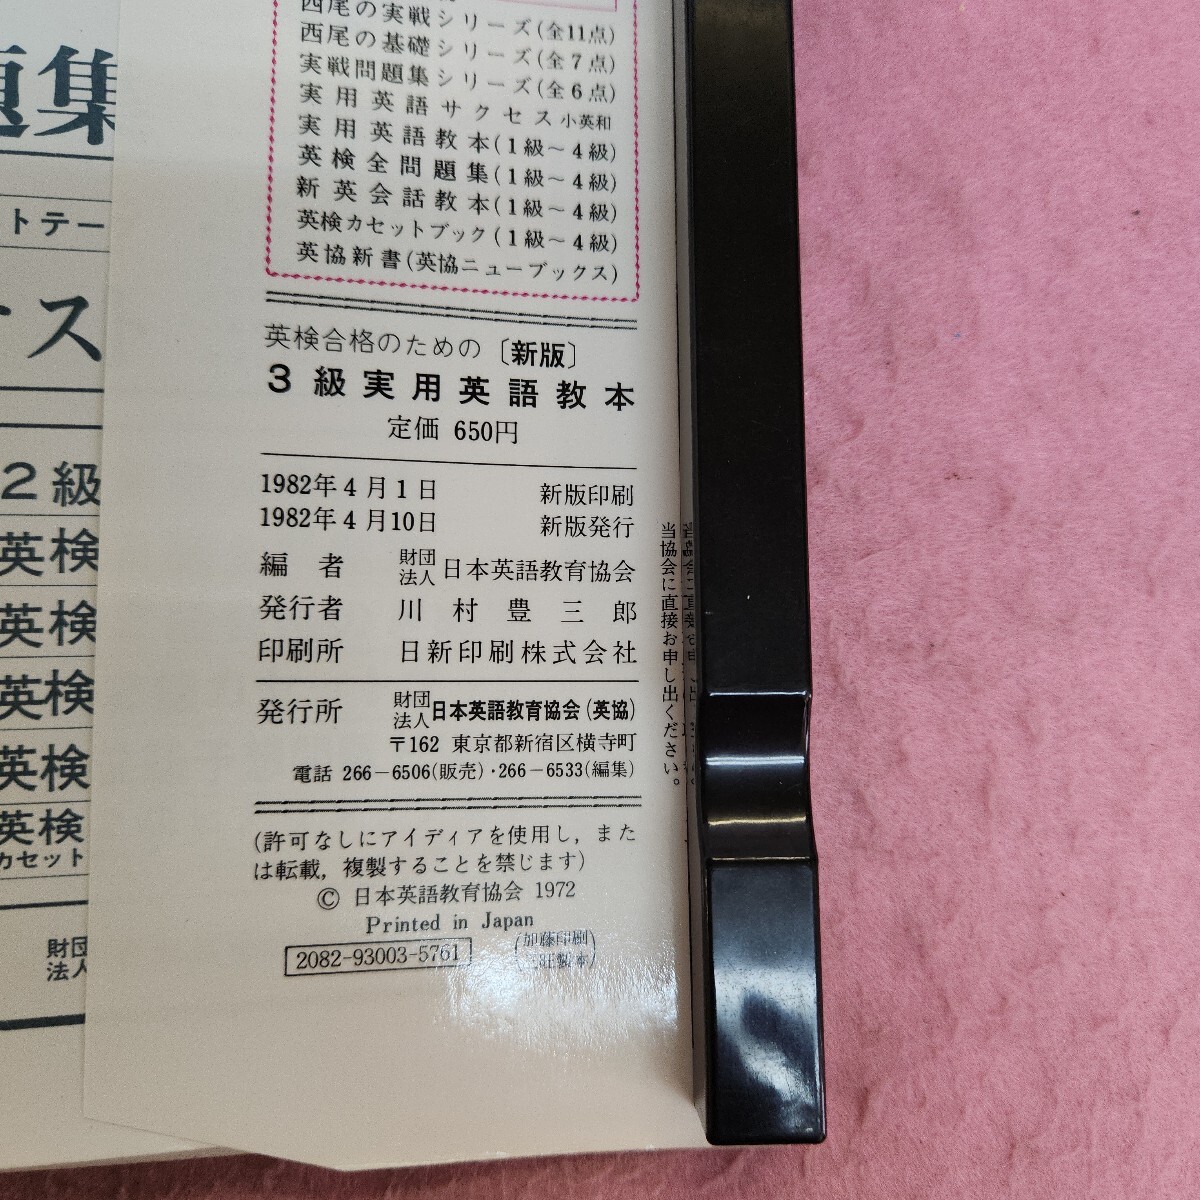 西尾の実戦シリーズ(全11点)
西尾の基礎シリーズ(全7点)
実戦問題集シリーズ(全6点)
実用英語サクセス小英和
実用英語教本(1級〜4級)
英検全問題集(1級〜4級)
新英会話教本(1級〜4級)
英検カセットブック(1級〜4級)
英協新書(英協ニューブックス)
英検合格のための〔新版〕
3級実用英語教本
定価 650円
1982年4月1日 新版印刷
1982年4月10日 新版発行
編者 財団法人 日本英語教育協会
発行者 川村豊三郎
印刷所 日新印刷株式会社
発行所 財団法人 日本英語教育協会(英協)
〒162 東京都新宿区横寺町
電話 266-6506(販売)・266-6533(編集)
(許可なしにアイディアを使用し，また
は転載，複製することを禁じます)
© 日本英語教育協会 1972
Printed in Japan
2082-93003-5761
加藤印刷
当協会に直接お申し出ください。
題集
トテー
ス
2級
英検
英検
英検
英検
英検
カセット
財団
法人